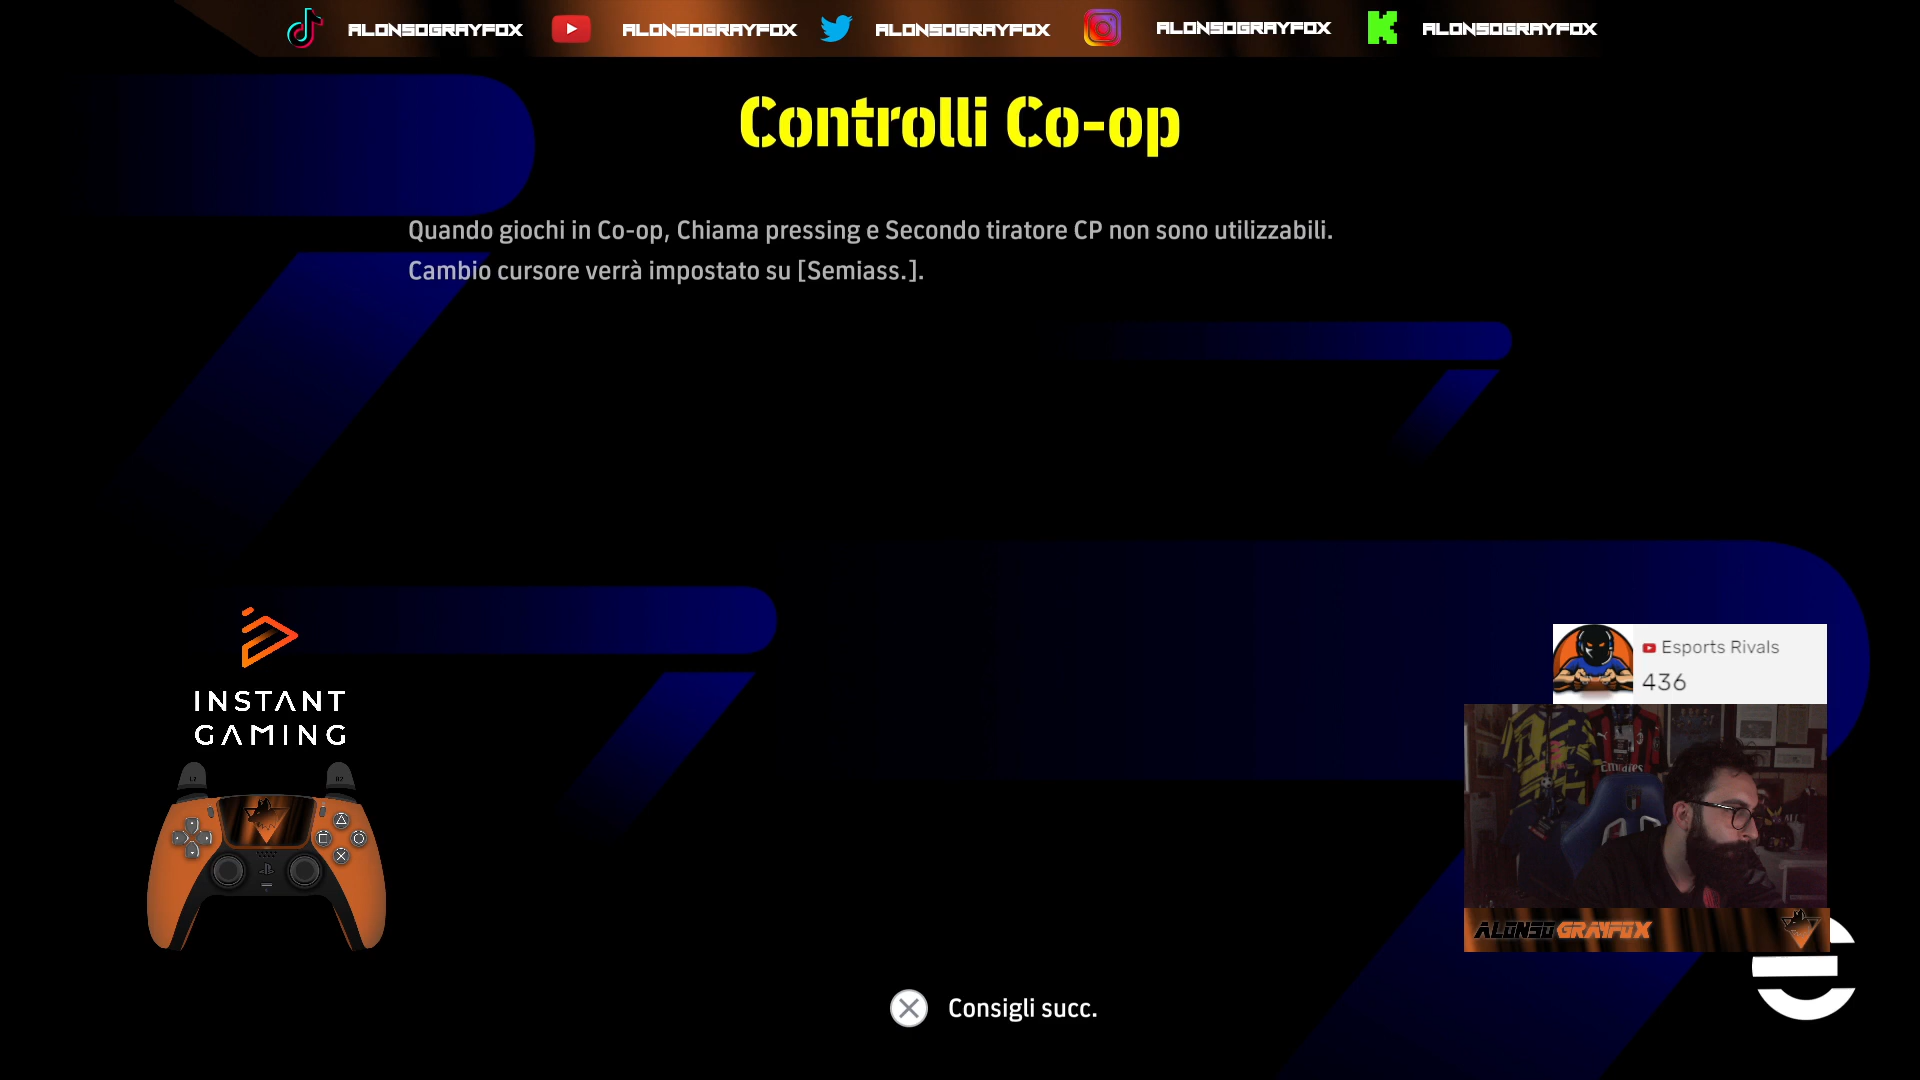 ALONSOGRAYFOX ALONSOGRAYFOX ALONSOGRAYFOX ALONSOGRAYFOX ALONSOGRAYFOX
Controlli Co-op
Quando giochi in Co-op, Chiama pressing e Secondo tiratore CP non sono utilizzabili.
Cambio cursore verrà impostato su [Semiass.].
INSTANT
GAMING
Esports Rivals
436
Emirates
ALONSOGRAYFOX
Consigli succ.